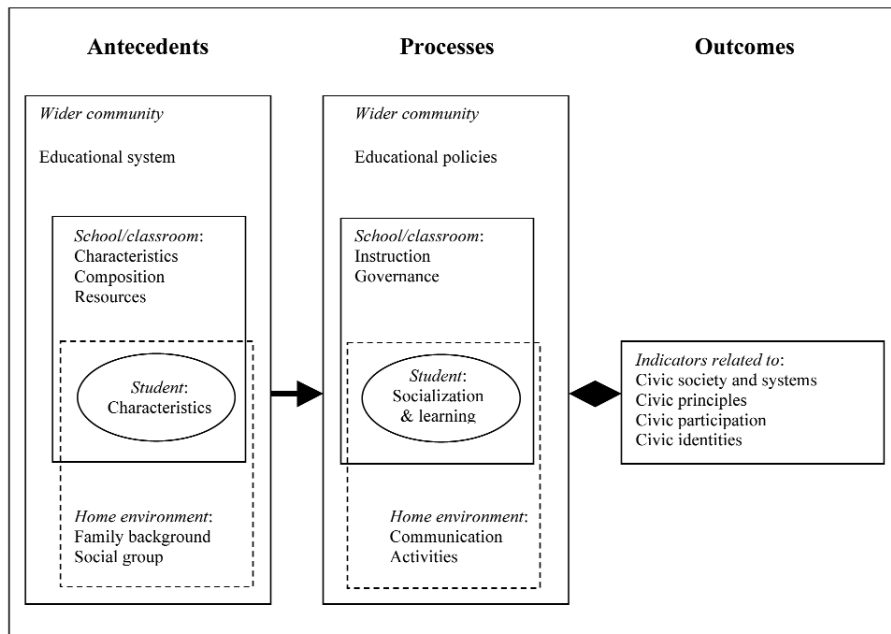 Antecedents
Processes
Outcomes
Wider community
Educational system
School/classroom:
Characteristics
Composition
Resources
Student:
Characteristics
Home environment:
Family background
Social group
Wider community
Educational policies
School/classroom:
Instruction
Governance
Student:
Socialization
& learning
Home environment:
Communication
Activities
Indicators related to:
Civic society and systems
Civic principles
Civic participation
Civic identities